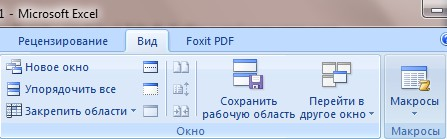 1 - Microsoft Excel
Рецензирование Вид Foxit PDF
Новое окно
Упорядочить все
Закрепить области
Сохранить рабочую область
Перейти в другое окно
Макросы
Окно
Макросы